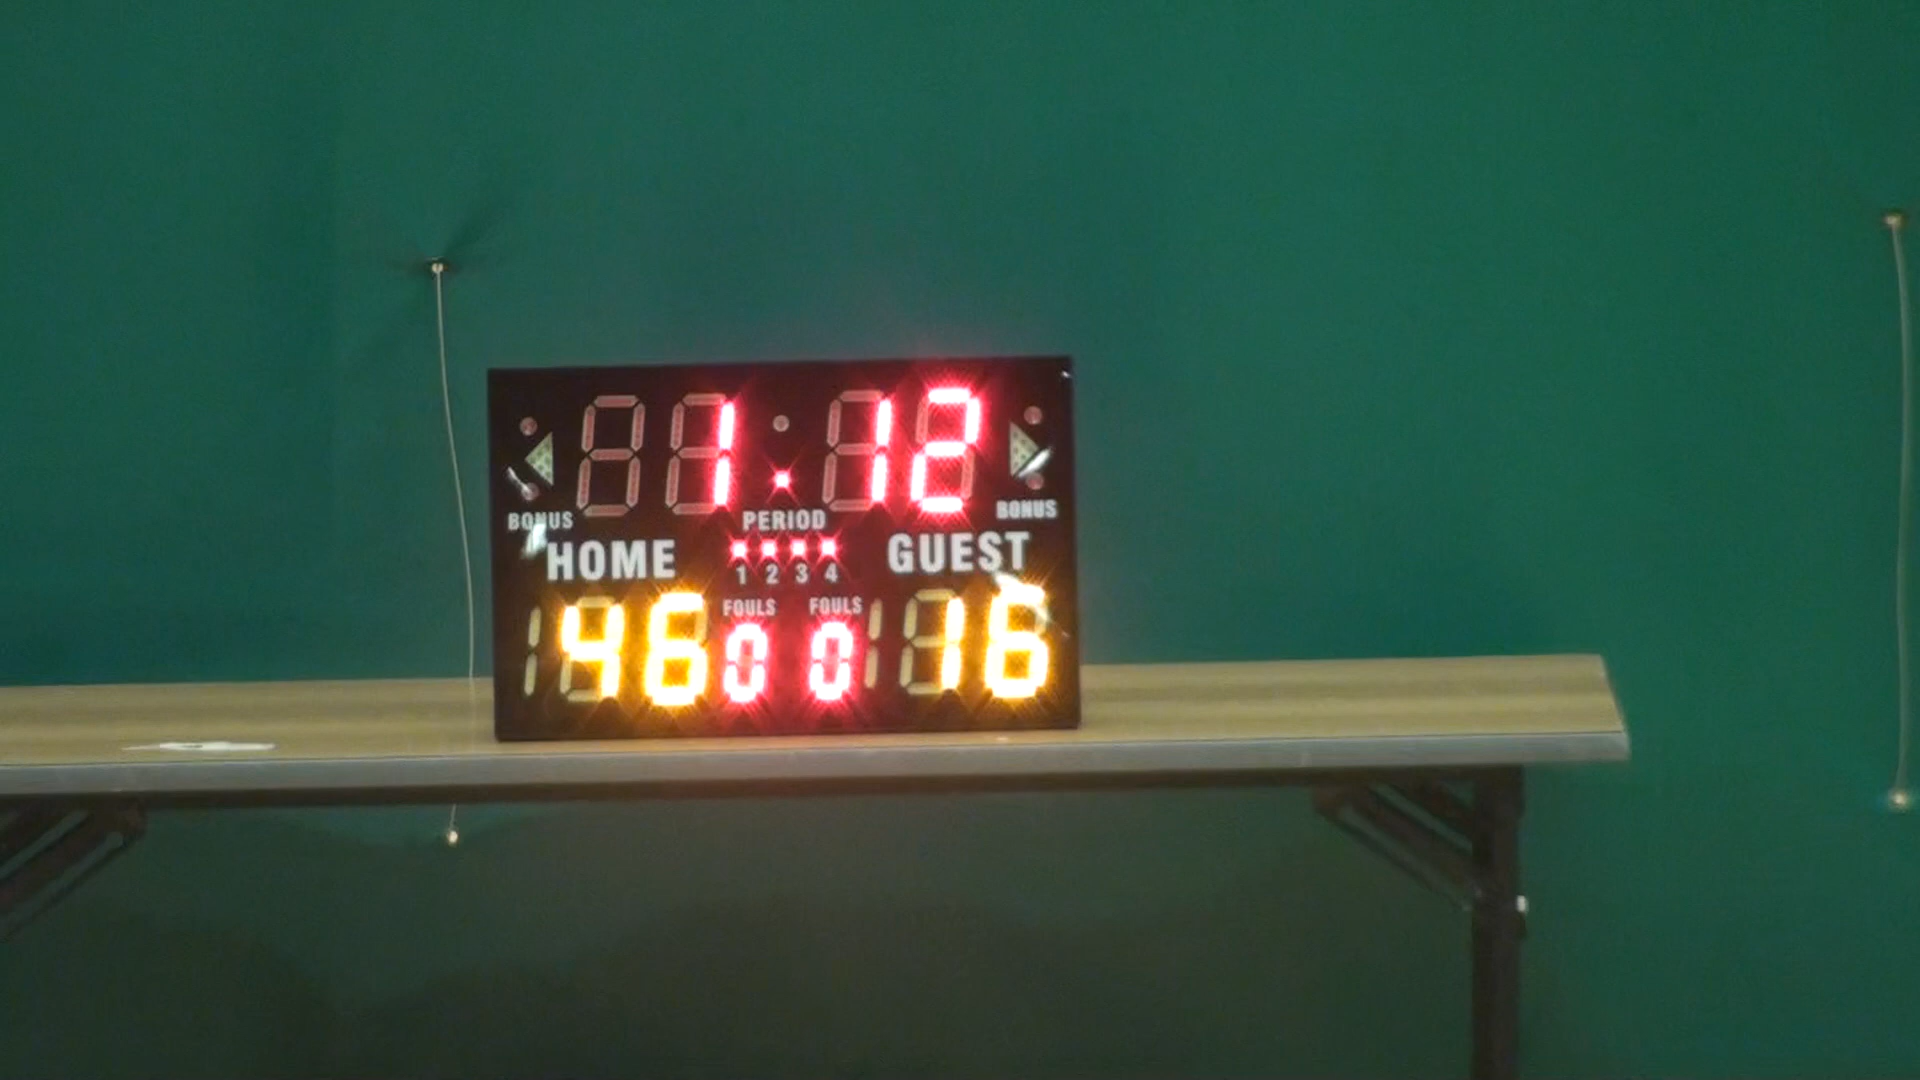 1.12
BONUS PERIOD BONUS
HOME GUEST
1 2 3 4
FOULS FOULS
46 0 0 16